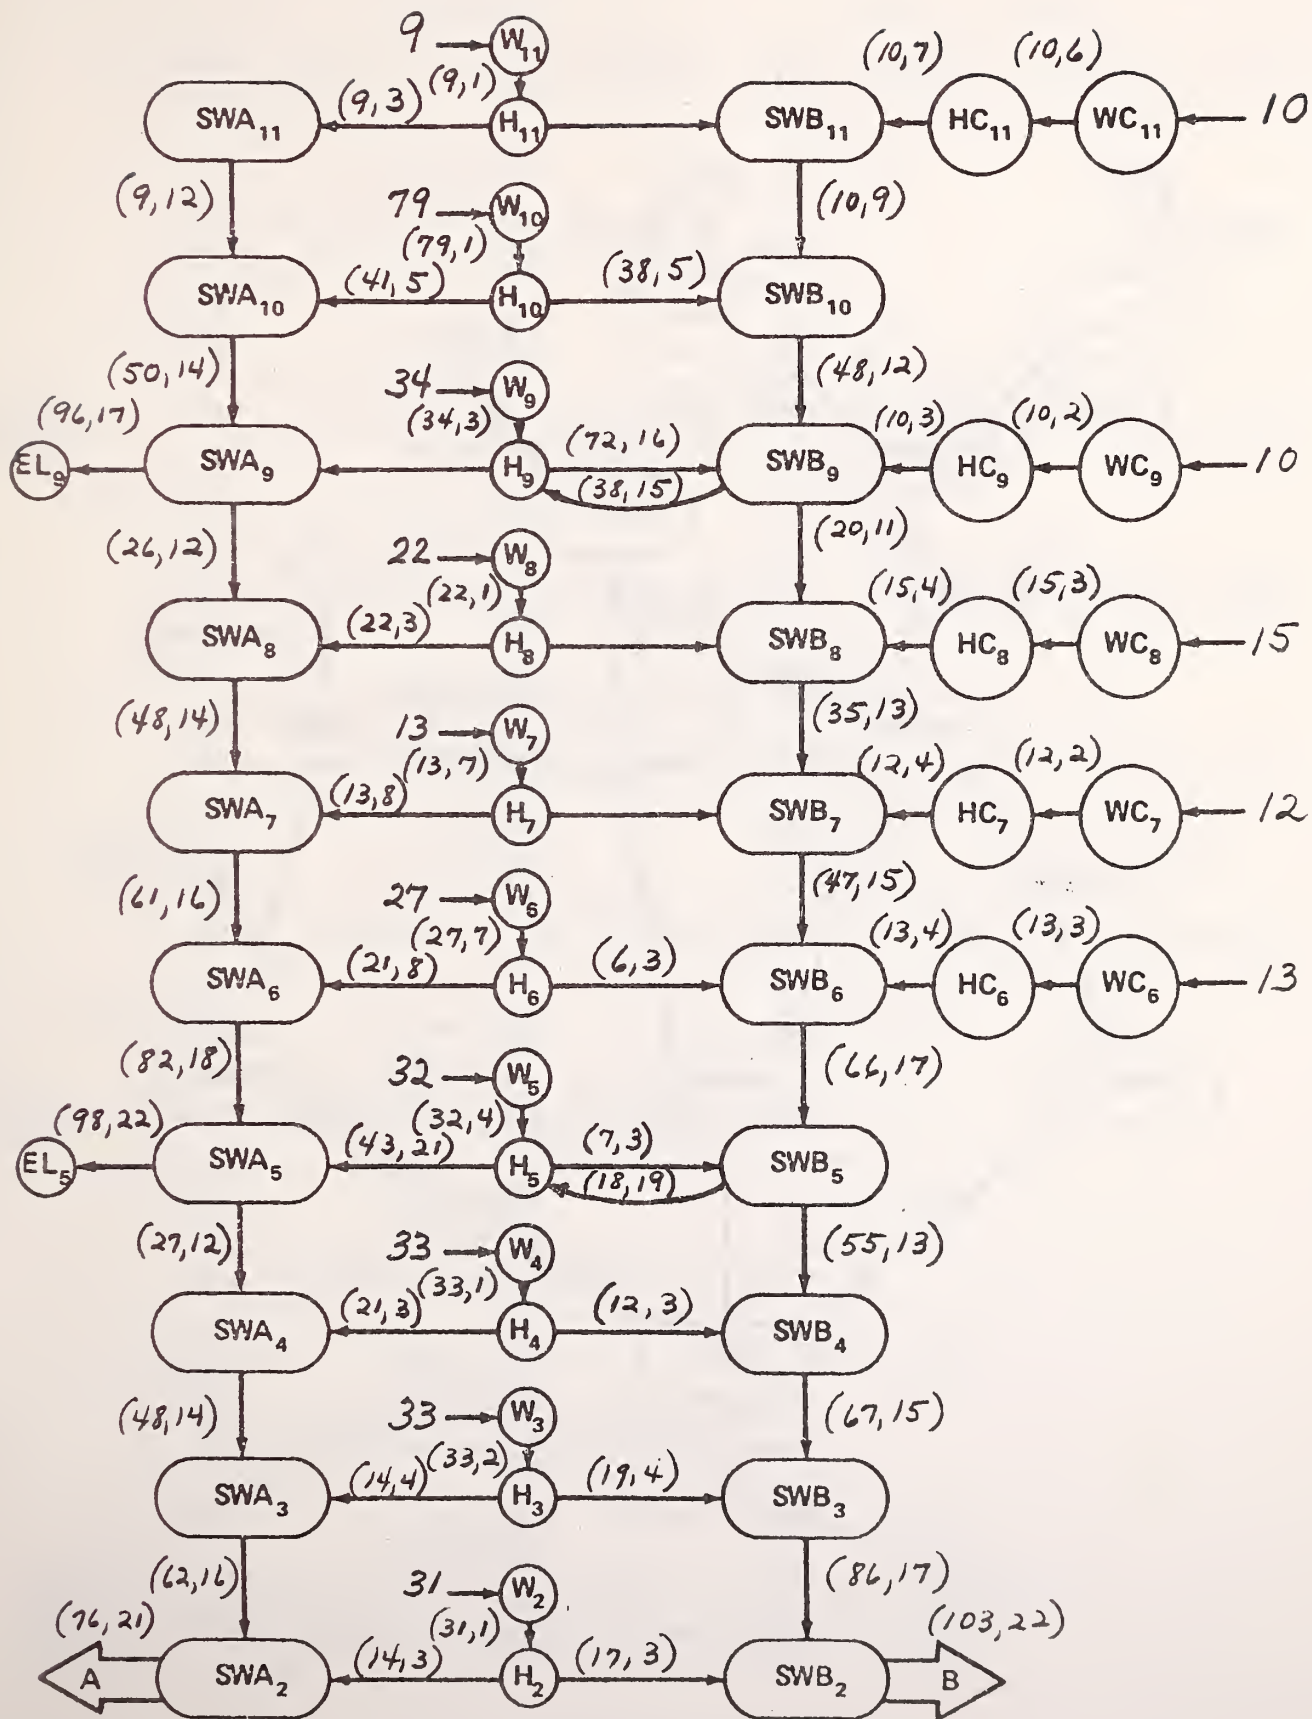 9 W11
(9,3) (9,1) (10,7) (10,6)
SWA11 H11 SWB11 HC11 WC11 10
(9,12) 79 W10 (10,9)
(79,1)
(41,5) (38,5)
SWA10 H10 SWB10
(50,14) 34 W9 (48,12)
(96,17) (34,3) (72,16) (10,3) (10,2)
EL9 SWA9 H9 (38,15) SWB9 HC9 WC9 10
(26,12) 22 W8 (20,11)
(22,3) (22,1) (15,4) (15,3)
SWA8 H8 SWB8 HC8 WC8 15
(48,14) 13 W7 (35,13)
(13,8) (13,7) (12,4) (12,2)
SWA7 H7 SWB7 HC7 WC7 12
(61,16) 27 W6 (47,15)
(21,8) (27,7) (6,3) (13,4) (13,3)
SWA6 H6 SWB6 HC6 WC6 13
(82,18) 32 W5 (66,17)
(98,22) (43,21) (32,4) (7,3)
EL5 SWA5 H5 (18,19) SWB5
(27,12) 33 W4 (55,13)
(21,3) (33,1) (12,3)
SWA4 H4 SWB4
(48,14) 33 W3 (67,15)
(14,4) (33,2) (19,4)
SWA3 H3 SWB3
(62,16) 31 W2 (86,17)
(76,21) (31,1) (103,22)
(14,3) (17,3)
A SWA2 H2 SWB2 B